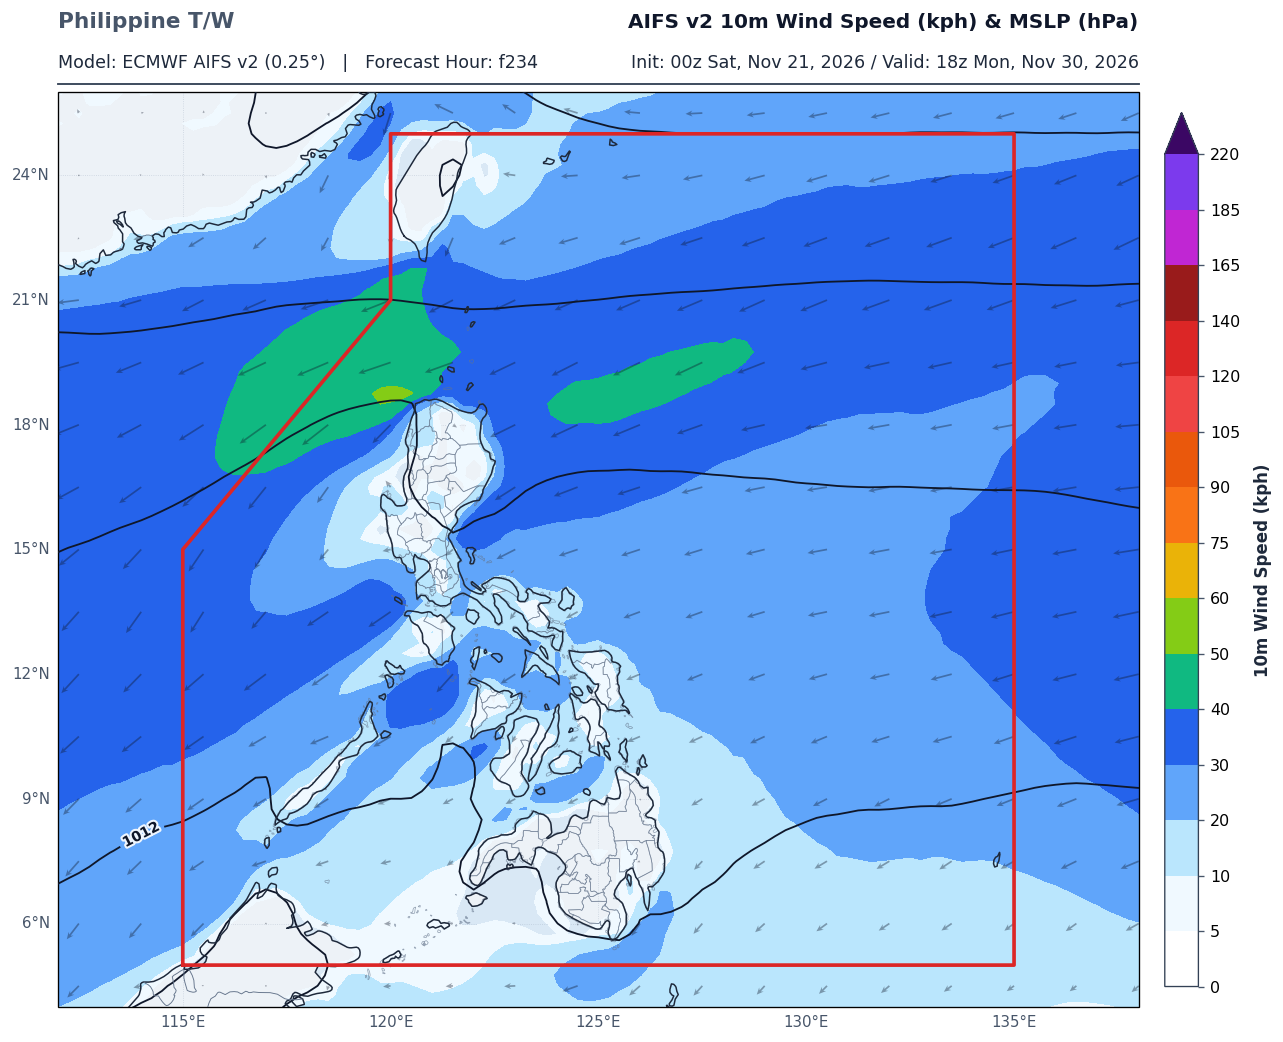 Philippine T/W
AIFS v2 10m Wind Speed (kph) & MSLP (hPa)
Model: ECMWF AIFS v2 (0.25°) | Forecast Hour: f234
Init: 00z Sat, Nov 21, 2026 / Valid: 18z Mon, Nov 30, 2026
24°N
21°N
18°N
15°N
12°N
9°N
6°N
1012
115°E
120°E
125°E
130°E
135°E
220
185
165
140
120
105
90
75
60
50
40
30
20
10
5
0
10m Wind Speed (kph)